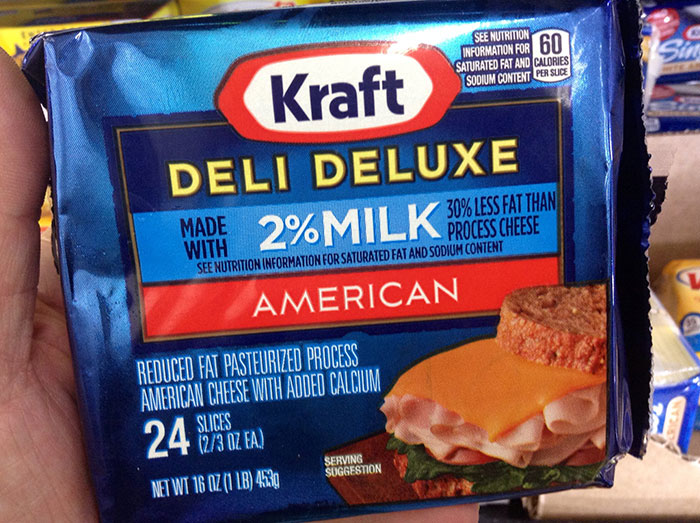 SEE NUTRITION
INFORMATION FOR
SATURATED FAT AND
SODIUM CONTENT
60
CALORIES
PER SLICE
Kraft
DELI DELUXE
MADE
WITH
2% MILK
30% LESS FAT THAN
PROCESS CHEESE
SEE NUTRITION INFORMATION FOR SATURATED FAT AND SODIUM CONTENT
AMERICAN
REDUCED FAT PASTEURIZED PROCESS
AMERICAN CHEESE WITH ADDED CALCIUM
24 SLICES
(2/3 OZ EA.)
NET WT 16 OZ (1 LB) 453g
SERVING
SUGGESTION